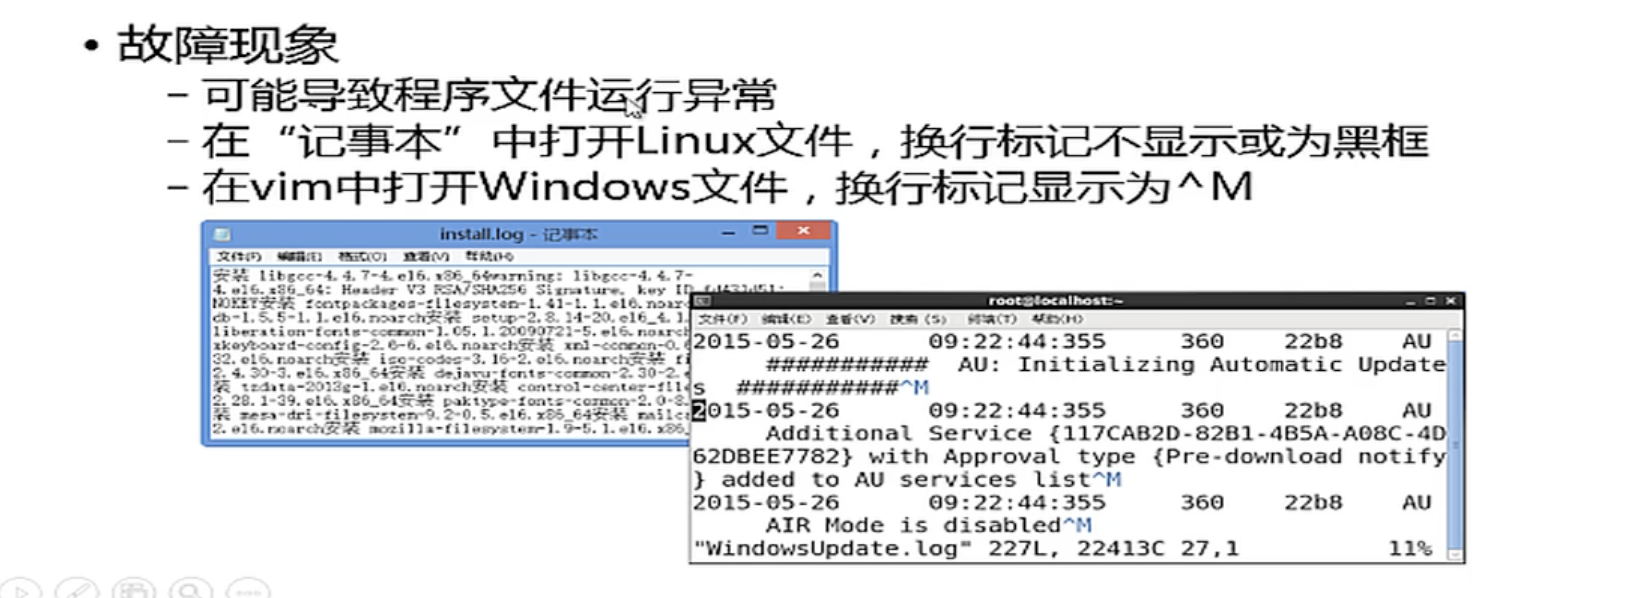 • 故障现象
– 可能导致程序文件运行异常
– 在“记事本”中打开Linux文件，换行标记不显示或为黑框
– 在vim中打开Windows文件，换行标记显示为^M
install.log - 记事本
文件(F) 编辑(E) 格式(O) 查看(V) 帮助(H)
安装 libgcc-4.4.7-4.el6.x86_64warning: libgcc-4.4.7-
4.el6.x86_64: Header V3 RSA/SHA256 Signature, key ID fd431d51:
NOKEY安装 fontpackages-filesystem-1.41-1.1.el6.noarc
db-1.5.5-1.1.el6.noarch安装 setup-2.8.14-20.el6_4.1.
liberation-fonts-common-1.05.1.20090721-5.el6.noarch
xkeyboard-config-2.6-6.el6.noarch安装 xml-common-0.6
32.el6.noarch安装 iso-codes-3.16-2.el6.noarch安装 fi
2.4.30-3.el6.x86_64安装 dejavu-fonts-common-2.30-2.e
装 tzdata-2013g-1.el6.noarch安装 control-center-file
2.28.1-39.el6.x86_64安装 paktype-fonts-common-2.0-8.
装 mesa-dri-filesystem-9.2-0.5.el6.x86_64安装 mailca
2.el6.noarch安装 mozilla-filesystem-1.9-5.1.el6.x86_
root@localhost:~
文件(F) 编辑(E) 查看(V) 搜索 (S) 终端(T) 帮助(H)
2015-05-26 09:22:44:355 360 22b8 AU
########### AU: Initializing Automatic Update
s ###########^M
2015-05-26 09:22:44:355 360 22b8 AU
Additional Service {117CAB2D-82B1-4B5A-A08C-4D
62DBEE7782} with Approval type {Pre-download notify
} added to AU services list^M
2015-05-26 09:22:44:355 360 22b8 AU
AIR Mode is disabled^M
"WindowsUpdate.log" 227L, 22413C 27,1 11%